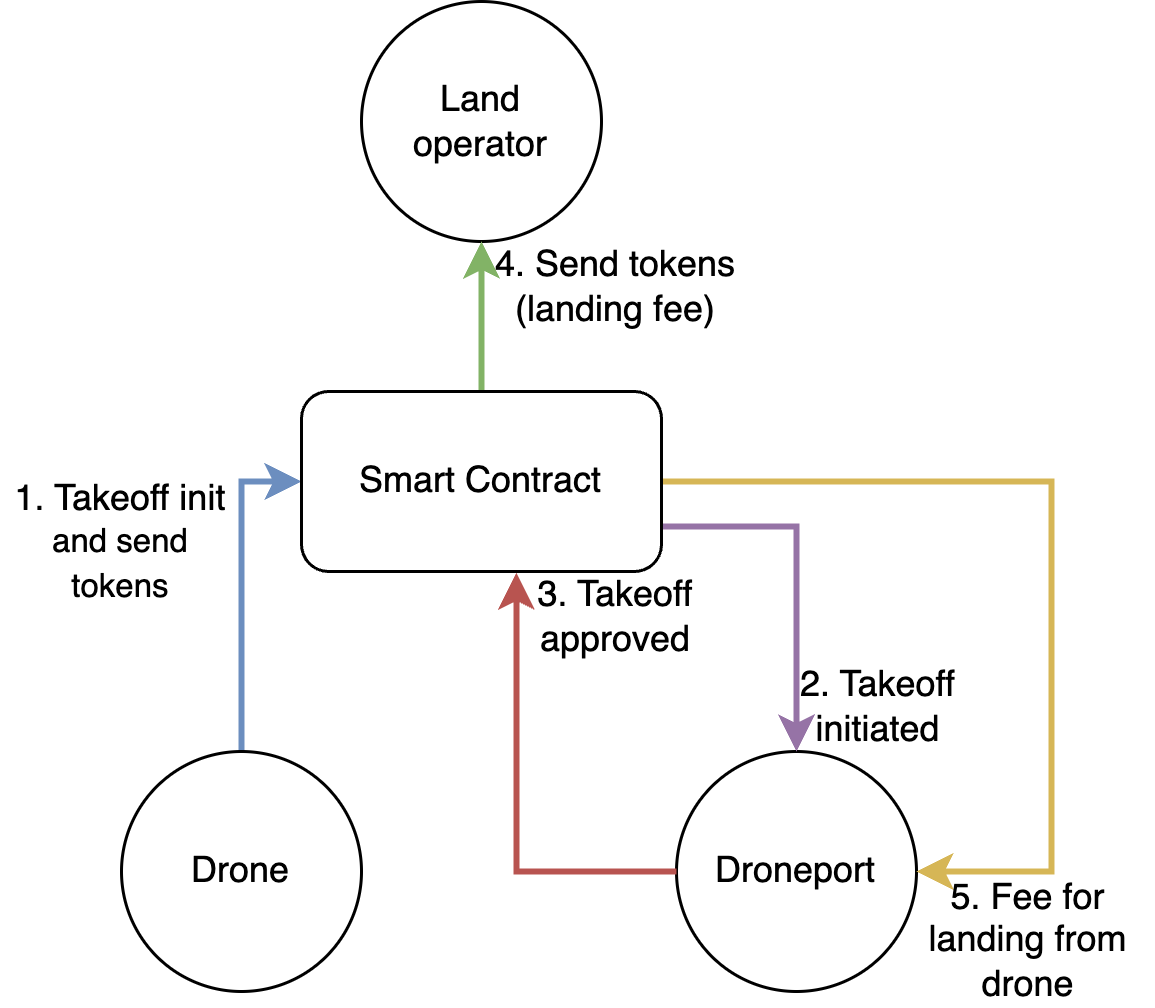 Land
operator
4. Send tokens
(landing fee)
Smart Contract
1. Takeoff init
and send
tokens
3. Takeoff
approved
2. Takeoff
initiated
Drone
Droneport
5. Fee for
landing from
drone